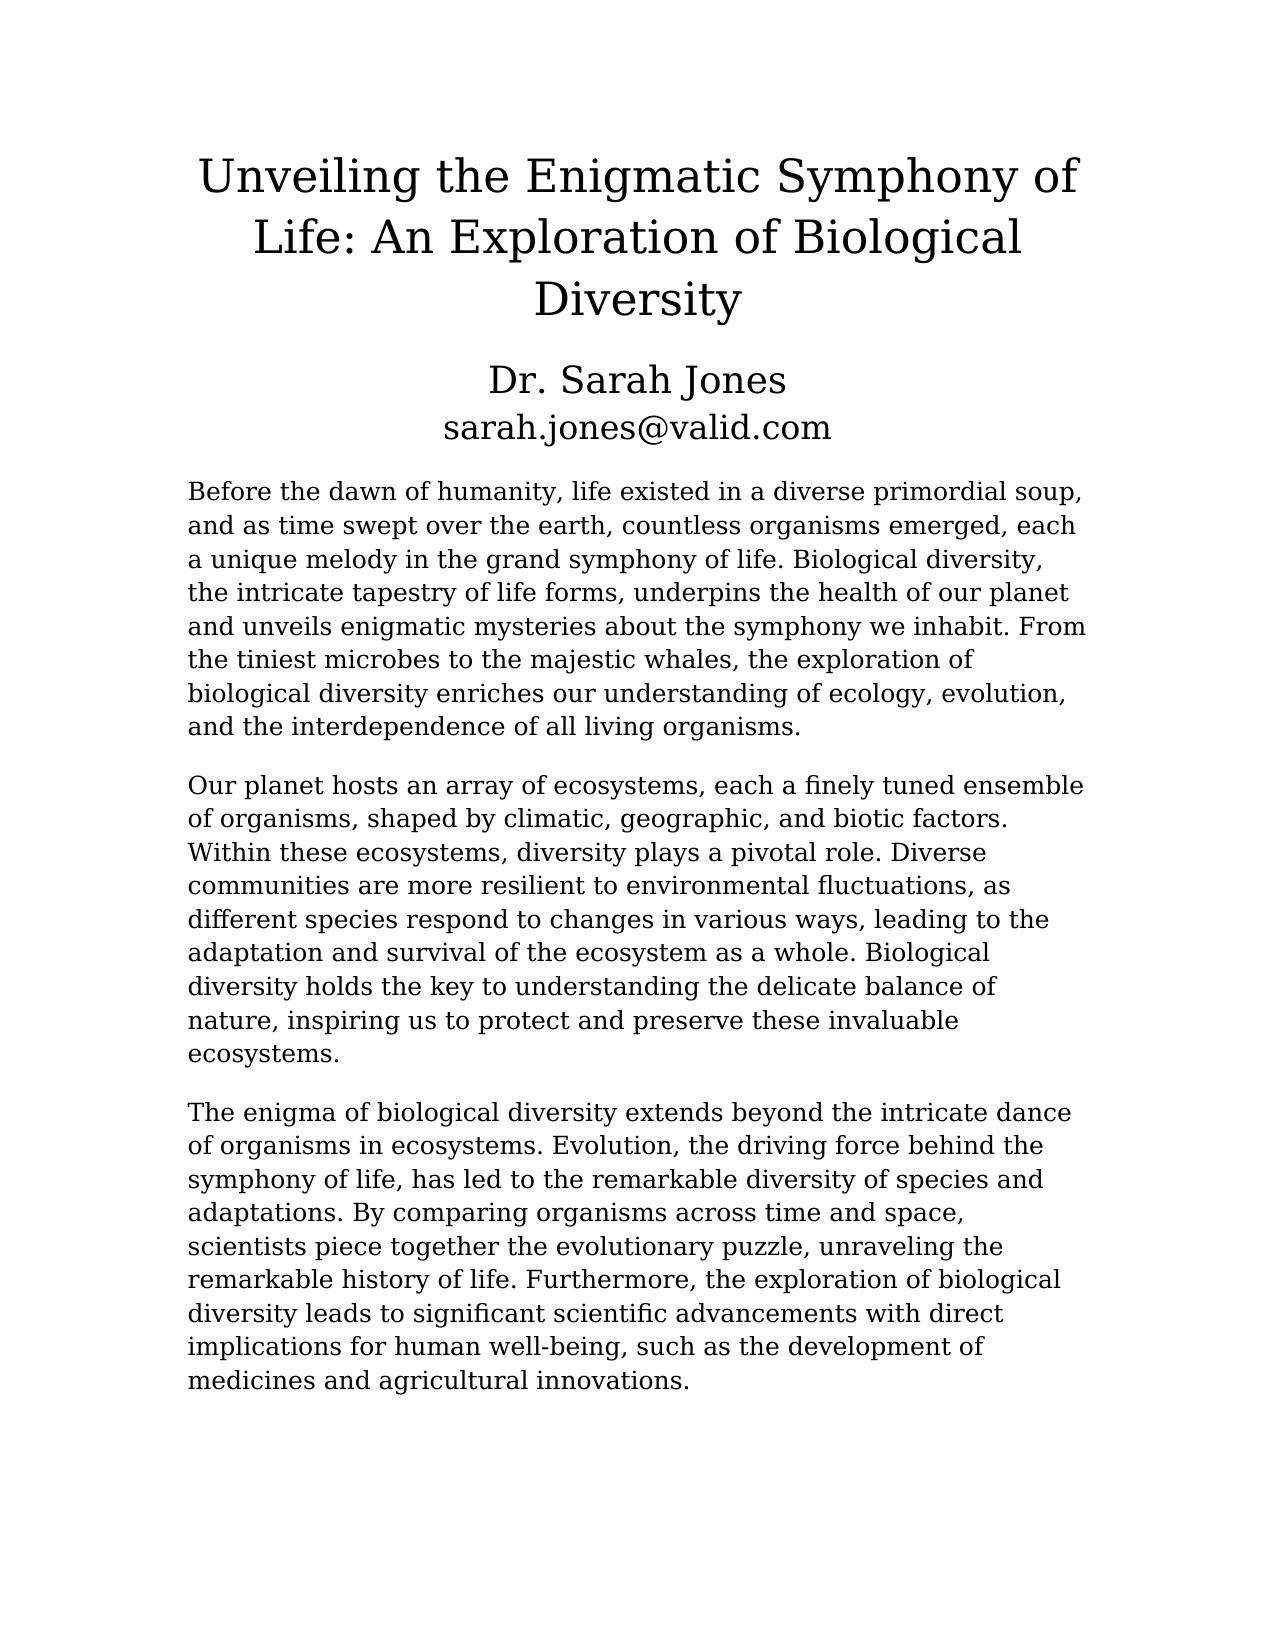 Unveiling the Enigmatic Symphony of
Life: An Exploration of Biological
Diversity
Dr. Sarah Jones
sarah.jones@valid.com
Before the dawn of humanity, life existed in a diverse primordial soup,
and as time swept over the earth, countless organisms emerged, each
a unique melody in the grand symphony of life. Biological diversity,
the intricate tapestry of life forms, underpins the health of our planet
and unveils enigmatic mysteries about the symphony we inhabit. From
the tiniest microbes to the majestic whales, the exploration of
biological diversity enriches our understanding of ecology, evolution,
and the interdependence of all living organisms.
Our planet hosts an array of ecosystems, each a finely tuned ensemble
of organisms, shaped by climatic, geographic, and biotic factors.
Within these ecosystems, diversity plays a pivotal role. Diverse
communities are more resilient to environmental fluctuations, as
different species respond to changes in various ways, leading to the
adaptation and survival of the ecosystem as a whole. Biological
diversity holds the key to understanding the delicate balance of
nature, inspiring us to protect and preserve these invaluable
ecosystems.
The enigma of biological diversity extends beyond the intricate dance
of organisms in ecosystems. Evolution, the driving force behind the
symphony of life, has led to the remarkable diversity of species and
adaptations. By comparing organisms across time and space,
scientists piece together the evolutionary puzzle, unraveling the
remarkable history of life. Furthermore, the exploration of biological
diversity leads to significant scientific advancements with direct
implications for human well-being, such as the development of
medicines and agricultural innovations.